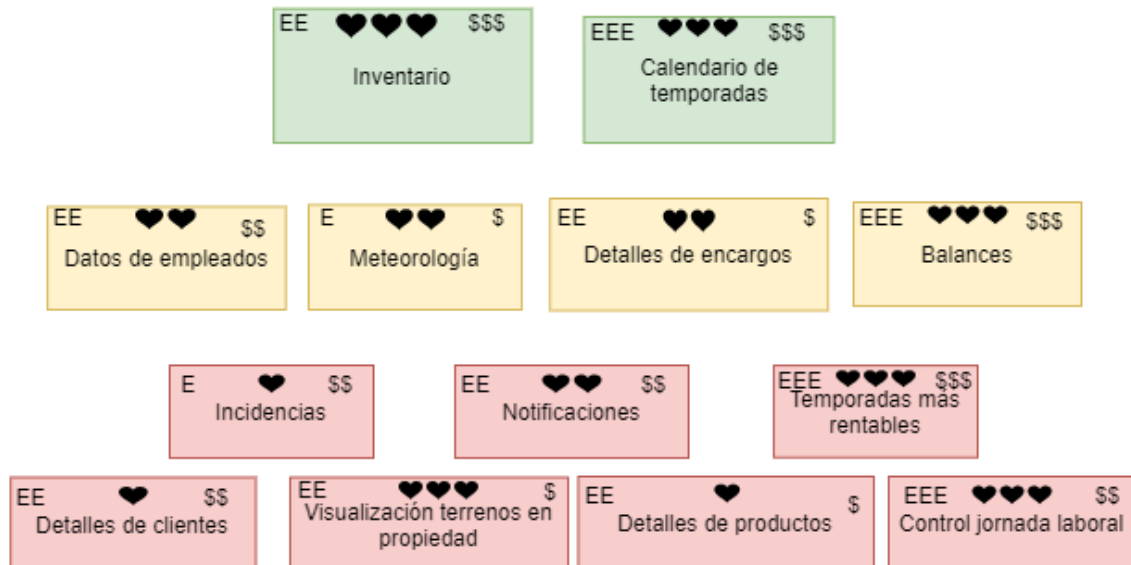 EE $$$
Inventario
EEE $$$
Calendario de
temporadas
EE $$
Datos de empleados
E $
Meteorología
EE $
Detalles de encargos
EEE $$$
Balances
E $$
Incidencias
EE $$
Notificaciones
EEE $$$
Temporadas más
rentables
EE $$
Detalles de clientes
EE $
Visualización terrenos en
propiedad
EE $
Detalles de productos
EEE $$
Control jornada laboral